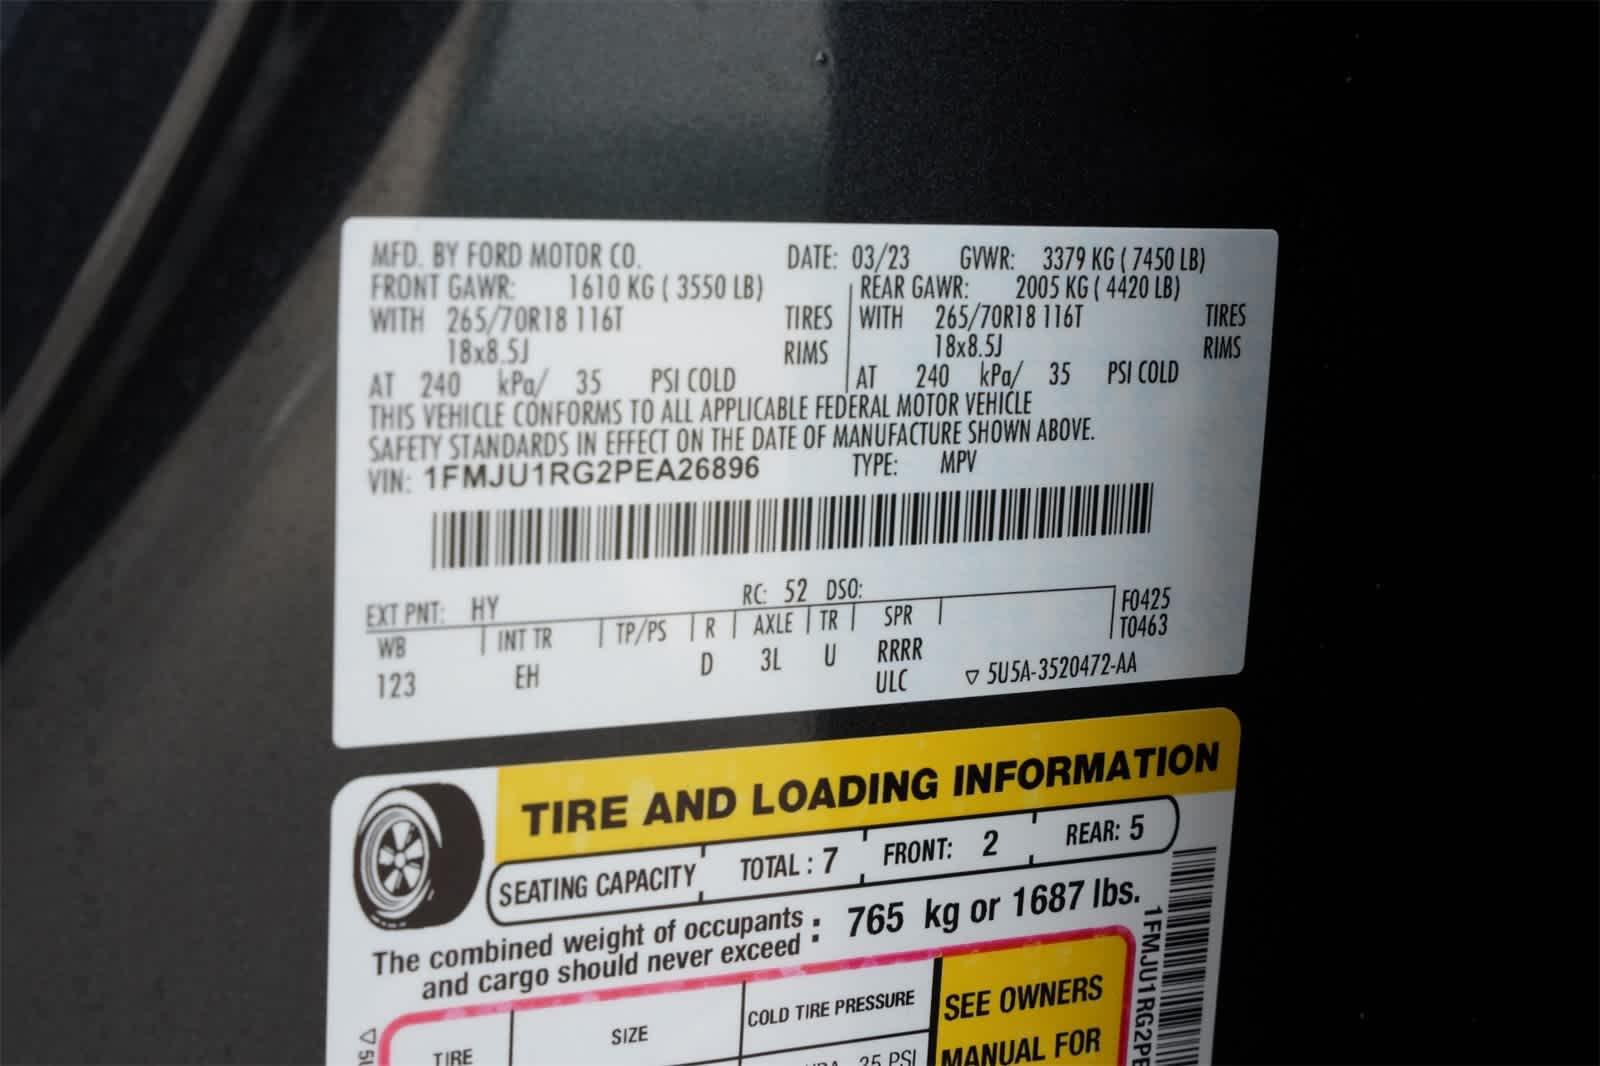 MFD. BY FORD MOTOR CO. DATE: 03/23 GVWR: 3379 KG ( 7450 LB)
FRONT GAWR: 1610 KG ( 3550 LB) REAR GAWR: 2005 KG ( 4420 LB)
WITH 265/70R18 116T TIRES WITH 265/70R18 116T TIRES
18x8.5J RIMS 18x8.5J RIMS
AT 240 kPa/ 35 PSI COLD AT 240 kPa/ 35 PSI COLD
THIS VEHICLE CONFORMS TO ALL APPLICABLE FEDERAL MOTOR VEHICLE
SAFETY STANDARDS IN EFFECT ON THE DATE OF MANUFACTURE SHOWN ABOVE.
VIN: 1FMJU1RG2PEA26896 TYPE: MPV
EXT PNT: HY RC: 52 DSO: F0425
WB INT TR TP/PS R AXLE TR SPR T0463
123 EH D 3L U RRRR
ULC ▽ 5U5A-3520472-AA
TIRE AND LOADING INFORMATION
SEATING CAPACITY TOTAL : 7 FRONT: 2 REAR: 5
The combined weight of occupants
and cargo should never exceed : 765 kg or 1687 lbs.
TIRE SIZE COLD TIRE PRESSURE SEE OWNERS
35 PSI MANUAL FOR
1FMJU1RG2PE